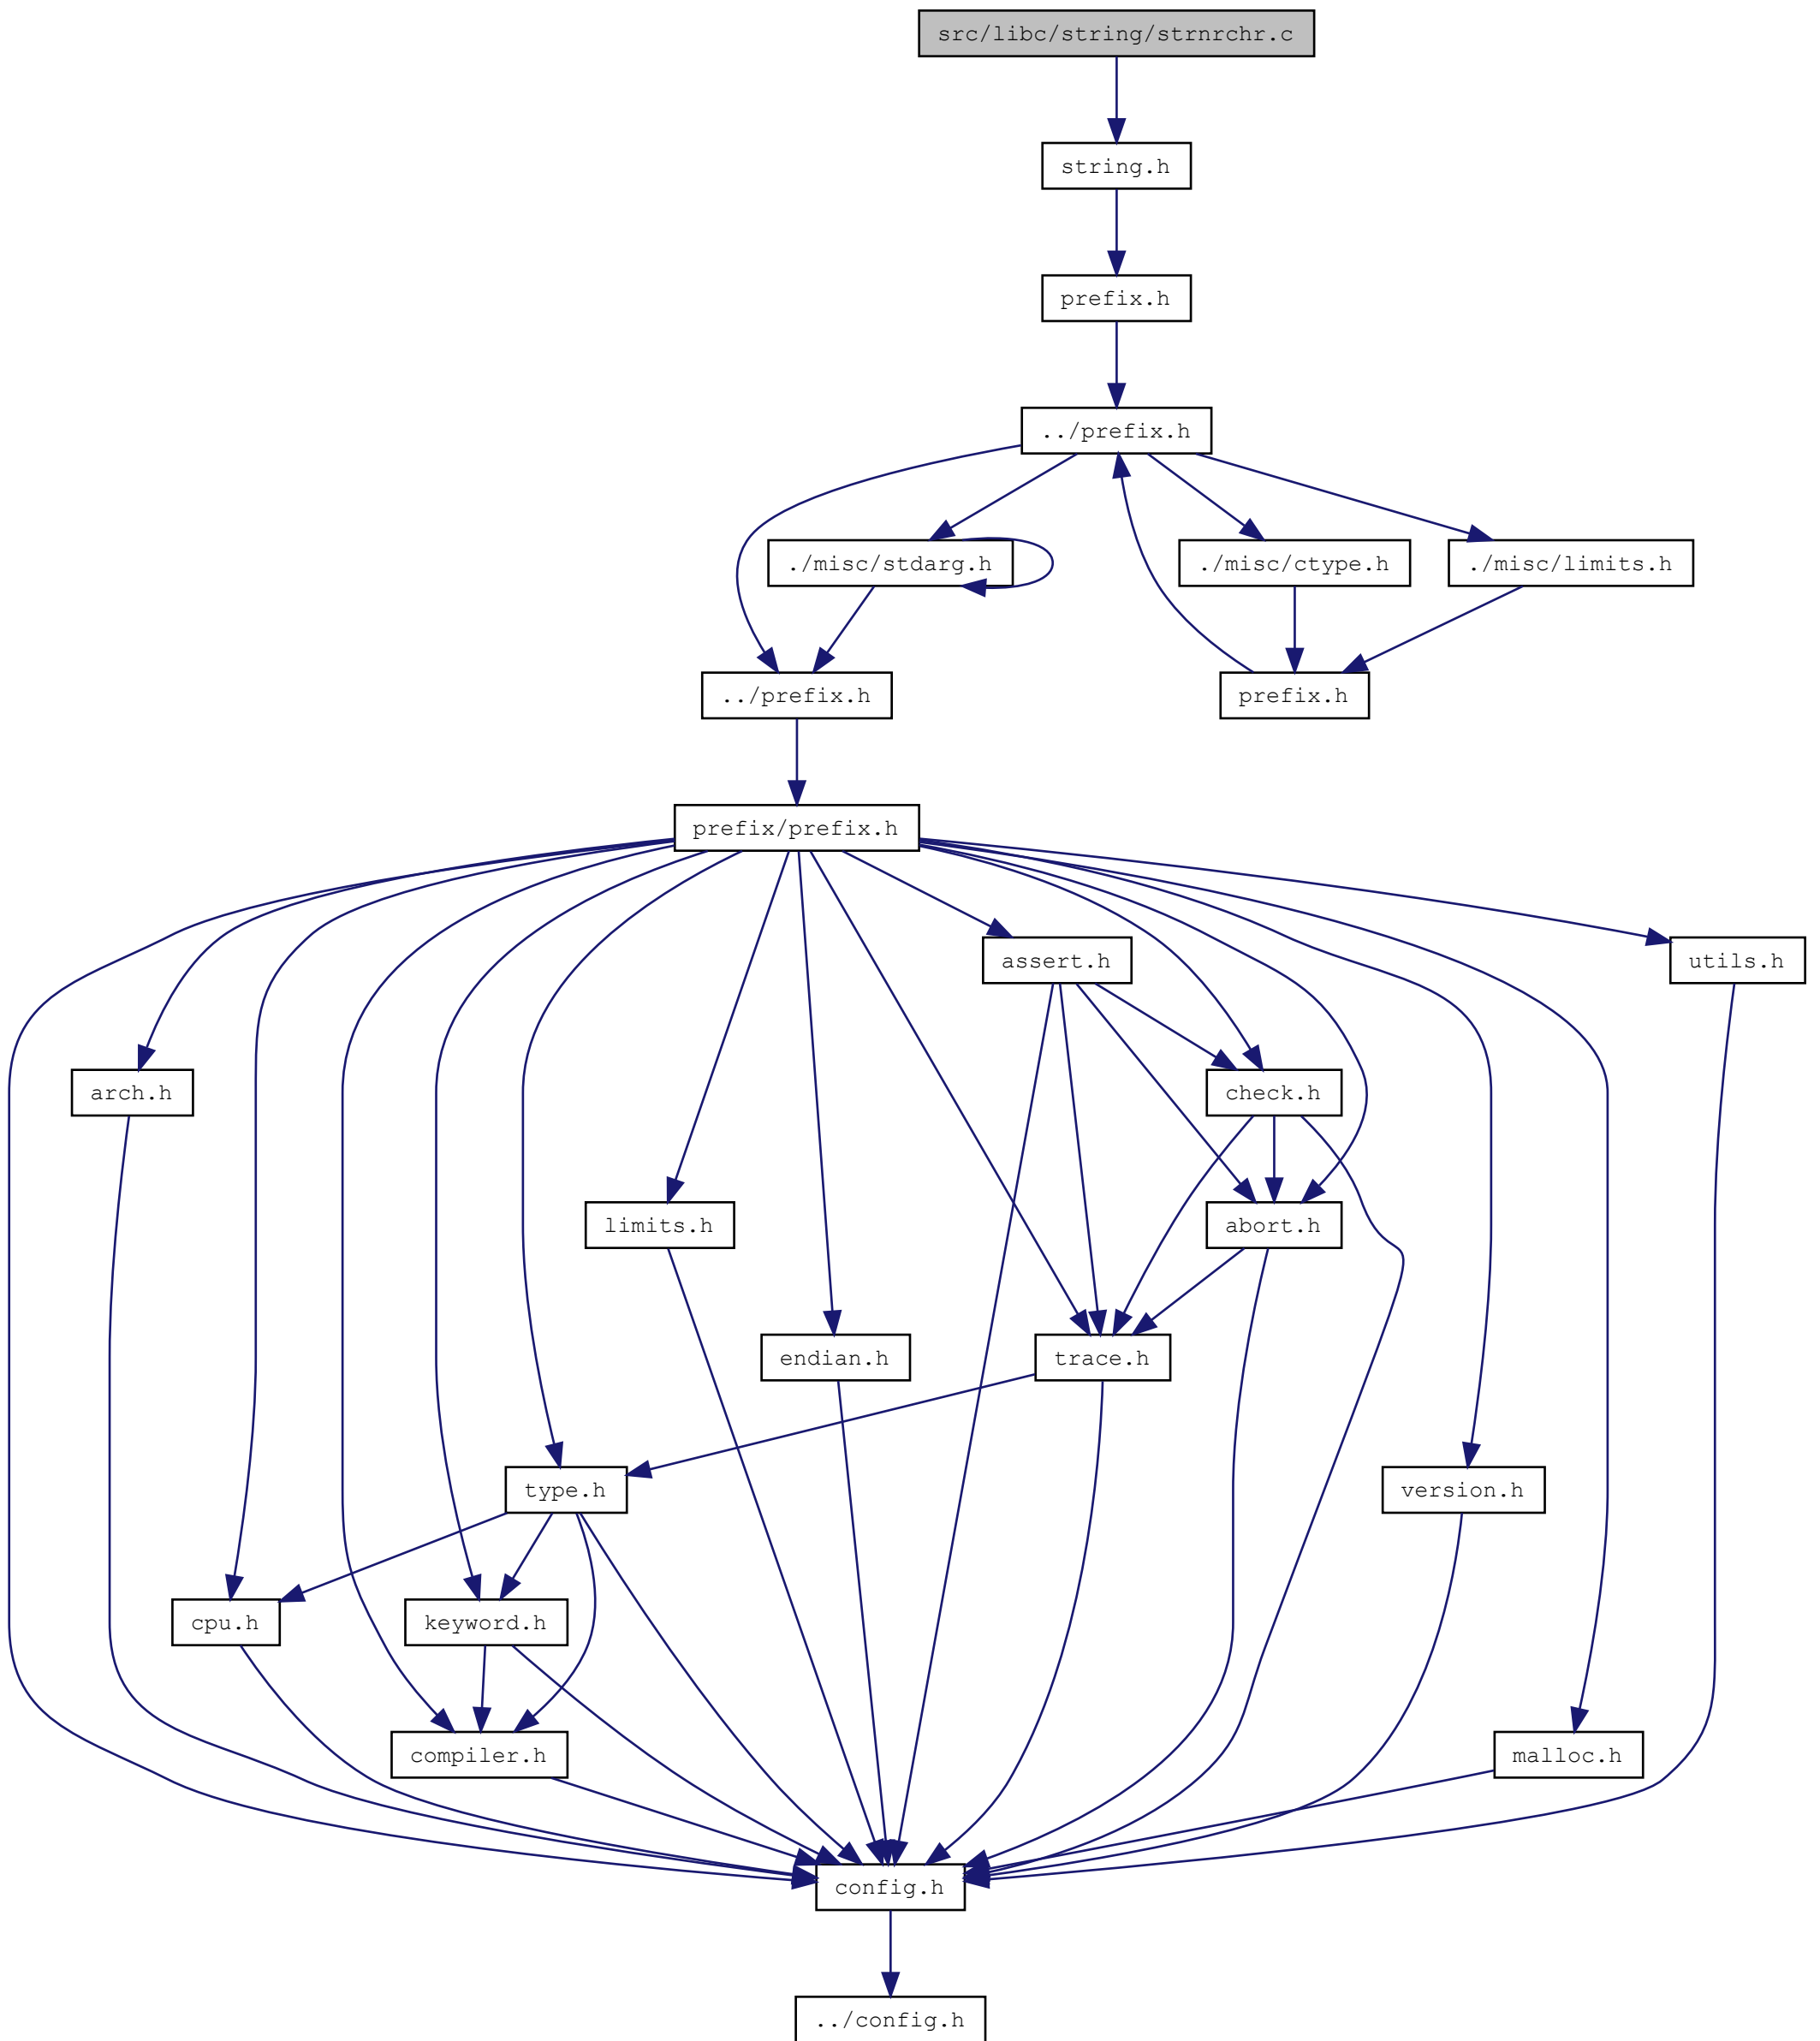 src/libc/string/strnrchr.c
string.h
prefix.h
../prefix.h
./misc/stdarg.h
./misc/ctype.h
./misc/limits.h
../prefix.h
prefix.h
prefix/prefix.h
assert.h
utils.h
arch.h
check.h
limits.h
abort.h
endian.h
trace.h
type.h
version.h
cpu.h
keyword.h
compiler.h
malloc.h
config.h
../config.h